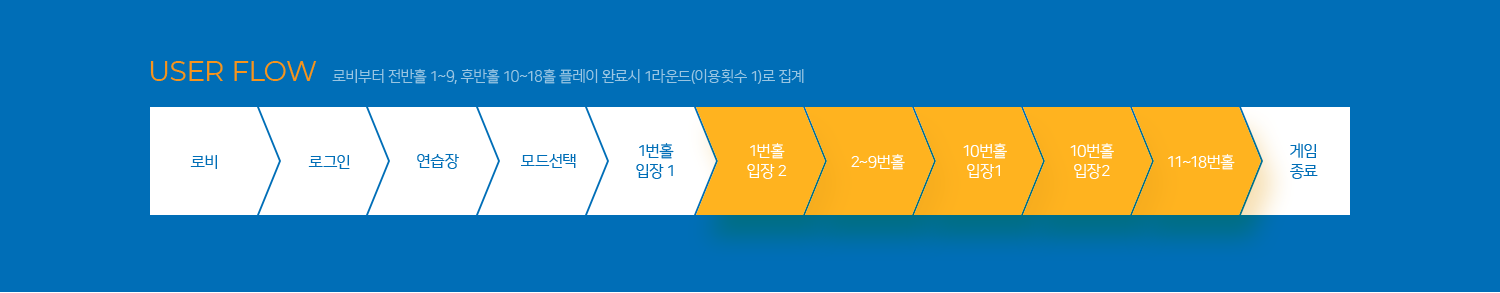 USER FLOW 로비부터 전반홀 1~9, 후반홀 10~18홀 플레이 완료시 1라운드(이용횟수 1)로 집계
로비
로그인
연습장
모드선택
1번홀
입장 1
1번홀
입장 2
2~9번홀
10번홀
입장1
10번홀
입장2
11~18번홀
게임
종료